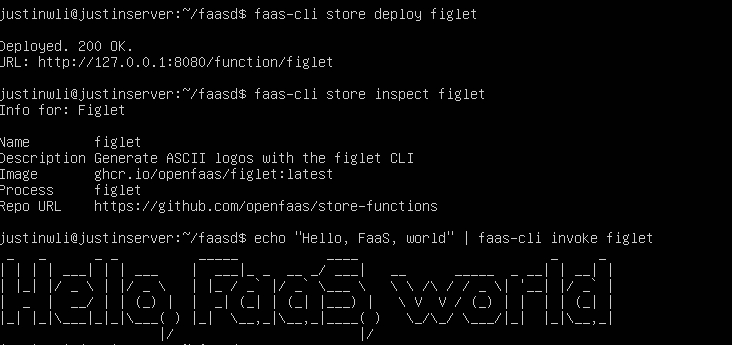 justinwli@justinserver:~/faasd$ faas-cli store deploy figlet
Deployed. 200 OK.
URL: http://127.0.0.1:8080/function/figlet
justinwli@justinserver:~/faasd$ faas-cli store inspect figlet
Info for: Figlet
Name figlet
Description Generate ASCII logos with the figlet CLI
Image ghcr.io/openfaas/figlet:latest
Process figlet
Repo URL https://github.com/openfaas/store-functions
justinwli@justinserver:~/faasd$ echo "Hello, FaaS, world" | faas-cli invoke figlet
Hello, FaaS, world